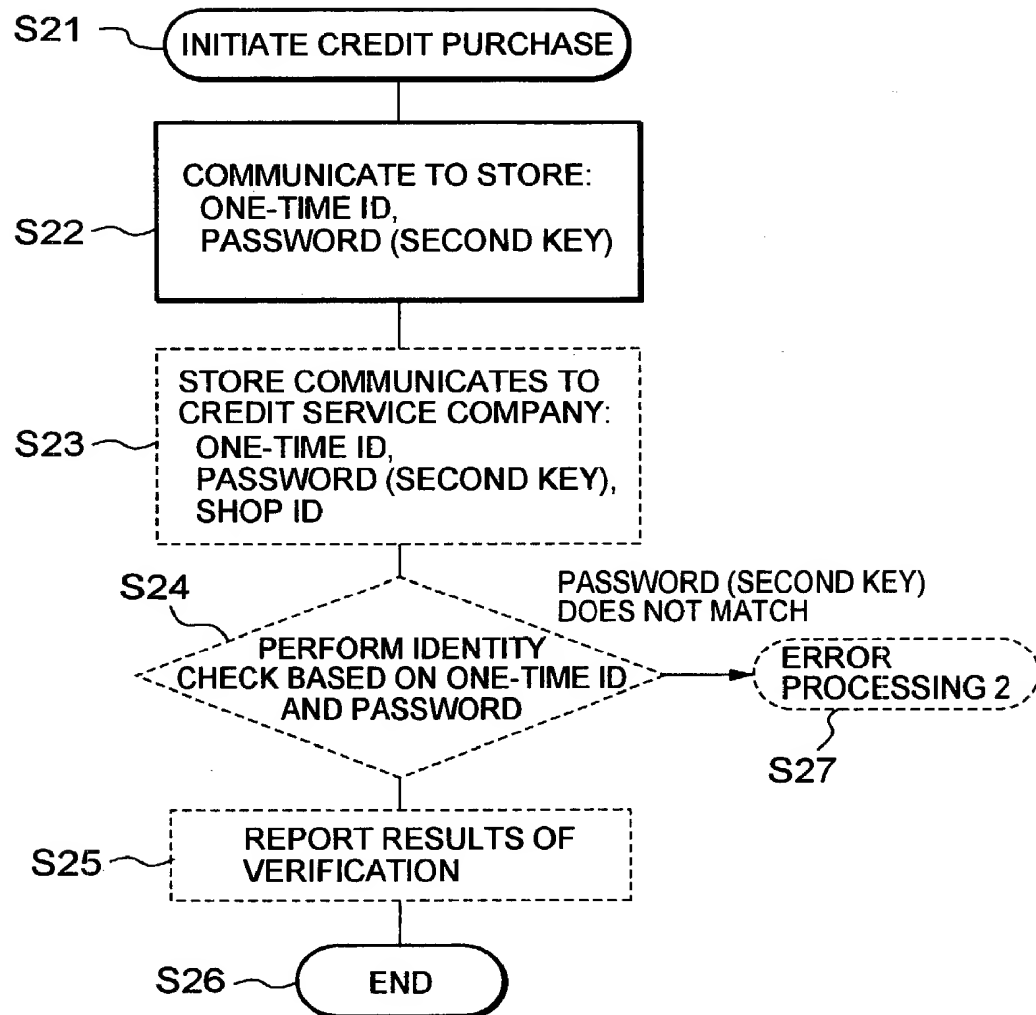 S21
INITIATE CREDIT PURCHASE
S22
COMMUNICATE TO STORE:
ONE-TIME ID,
PASSWORD (SECOND KEY)
S23
STORE COMMUNICATES TO
CREDIT SERVICE COMPANY:
ONE-TIME ID,
PASSWORD (SECOND KEY),
SHOP ID
S24
PERFORM IDENTITY
CHECK BASED ON ONE-TIME ID
AND PASSWORD
PASSWORD (SECOND KEY)
DOES NOT MATCH
ERROR
PROCESSING 2
S27
S25
REPORT RESULTS OF
VERIFICATION
S26
END